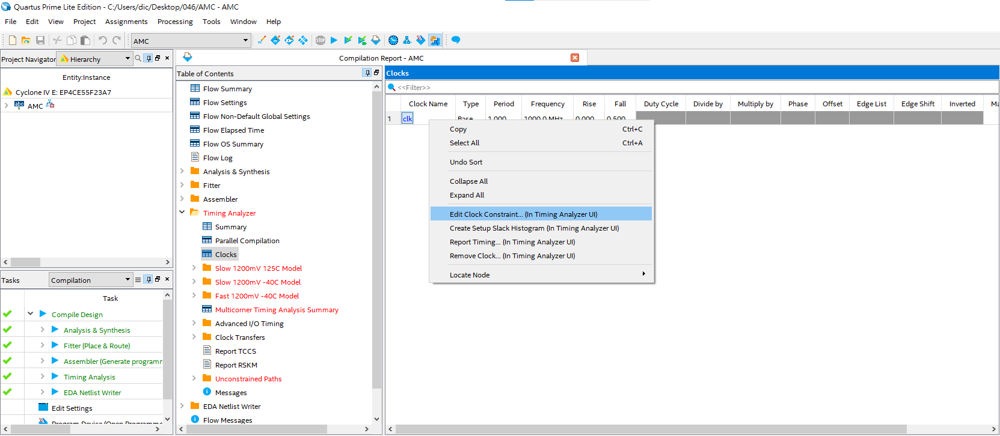 Quartus Prime Lite Edition - C:/Users/dic/Desktop/046/AMC - AMC
File Edit View Project Assignments Processing Tools Window Help
AMC
Project Navigator Hierarchy
Entity:Instance
Cyclone IV E: EP4CE55F23A7
abc AMC
Tasks Compilation
Task
Compile Design
Analysis & Synthesis
Fitter (Place & Route)
Assembler (Generate programm
Timing Analysis
EDA Netlist Writer
Edit Settings
Program Device (Open Programme
Compilation Report - AMC
Table of Contents
Flow Summary
Flow Settings
Flow Non-Default Global Settings
Flow Elapsed Time
Flow OS Summary
Flow Log
Analysis & Synthesis
Fitter
Assembler
Timing Analyzer
Summary
Parallel Compilation
Clocks
Slow 1200mV 125C Model
Slow 1200mV -40C Model
Fast 1200mV -40C Model
Multicorner Timing Analysis Summary
Advanced I/O Timing
Clock Transfers
Report TCCS
Report RSKM
Unconstrained Paths
Messages
EDA Netlist Writer
Flow Messages
Clocks
<<Filter>>
Clock Name Type Period Frequency Rise Fall Duty Cycle Divide by Multiply by Phase Offset Edge List Edge Shift Inverted Ma
1 clk Base 1.000 1000.0 MHz 0.000 0.500
Copy Ctrl+C
Select All Ctrl+A
Undo Sort
Collapse All
Expand All
Edit Clock Constraint... (In Timing Analyzer UI)
Create Setup Slack Histogram (In Timing Analyzer UI)
Report Timing... (In Timing Analyzer UI)
Remove Clock... (In Timing Analyzer UI)
Locate Node